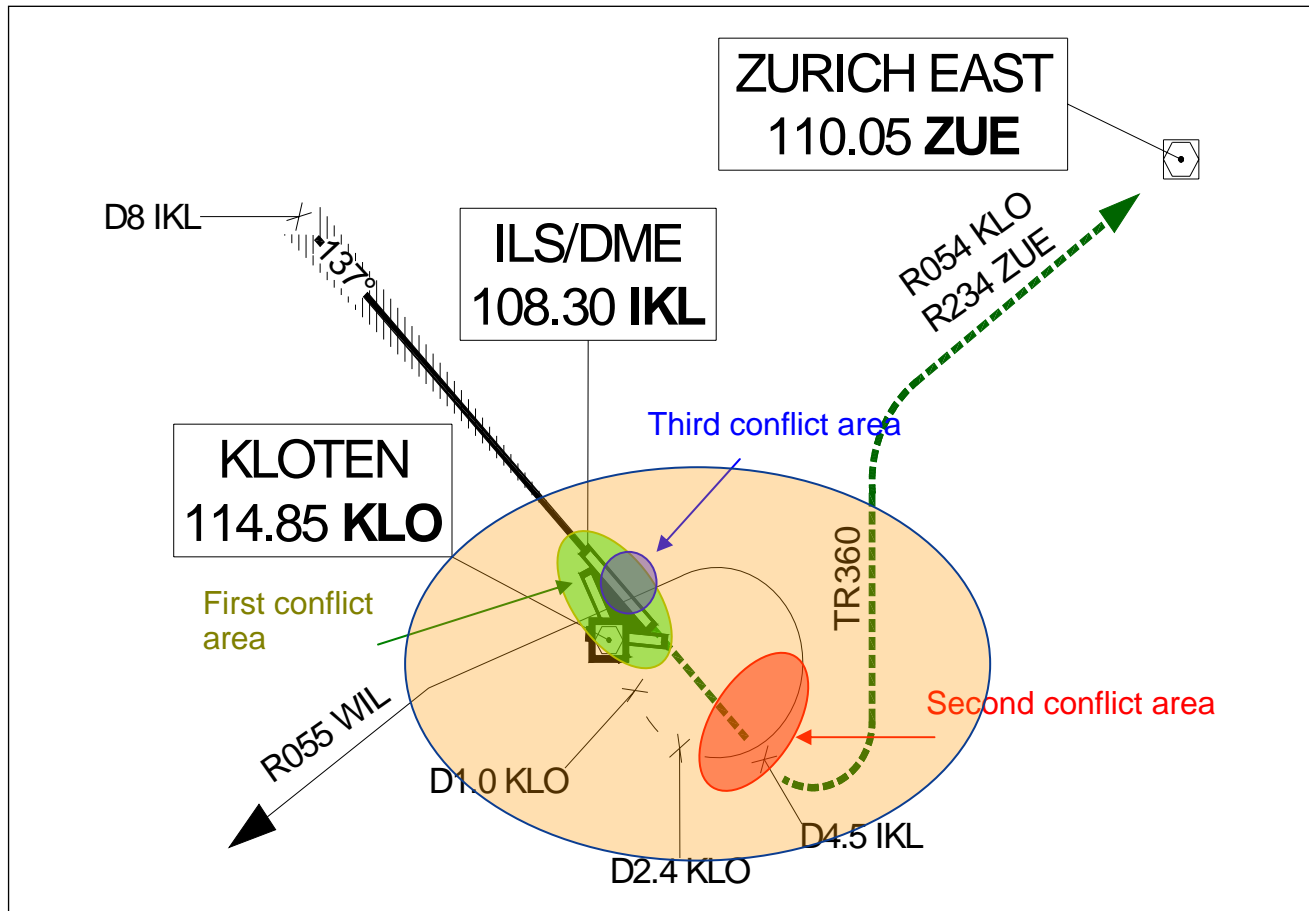 ZURICH EAST
110.05 ZUE
D8 IKL
137°
ILS/DME
108.30 IKL
R054 KLO
R234 ZUE
Third conflict area
KLOTEN
114.85 KLO
TR360
First conflict
area
Second conflict area
R055 WIL
D1.0 KLO
D4.5 IKL
D2.4 KLO